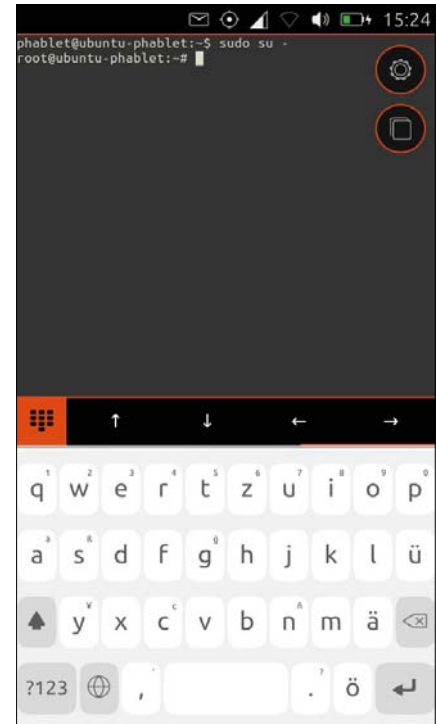 15:24
phablet@ubuntu-phablet:~$ sudo su -
root@ubuntu-phablet:~#
↑ ↓ ← →
q w e r t z u i o p
a s d f g h j k l ü
y x c v b n m ä
?123 , . ö